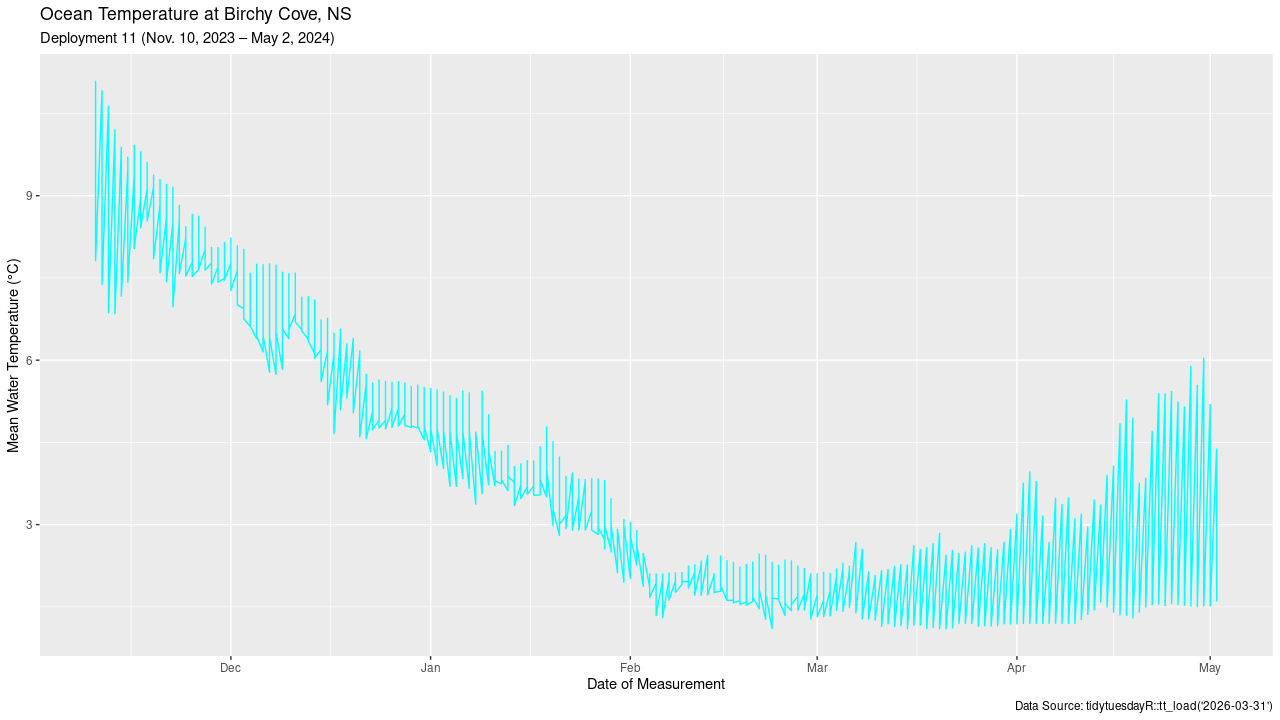 Ocean Temperature at Birchy Cove, NS
Deployment 11 (Nov. 10, 2023 – May 2, 2024)
Mean Water Temperature (°C)
9
6
3
Dec Jan Feb Mar Apr May
Date of Measurement
Data Source: tidytuesdayR::tt_load('2026-03-31')